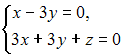 x − 3y = 0,
3x + 3y + z = 0